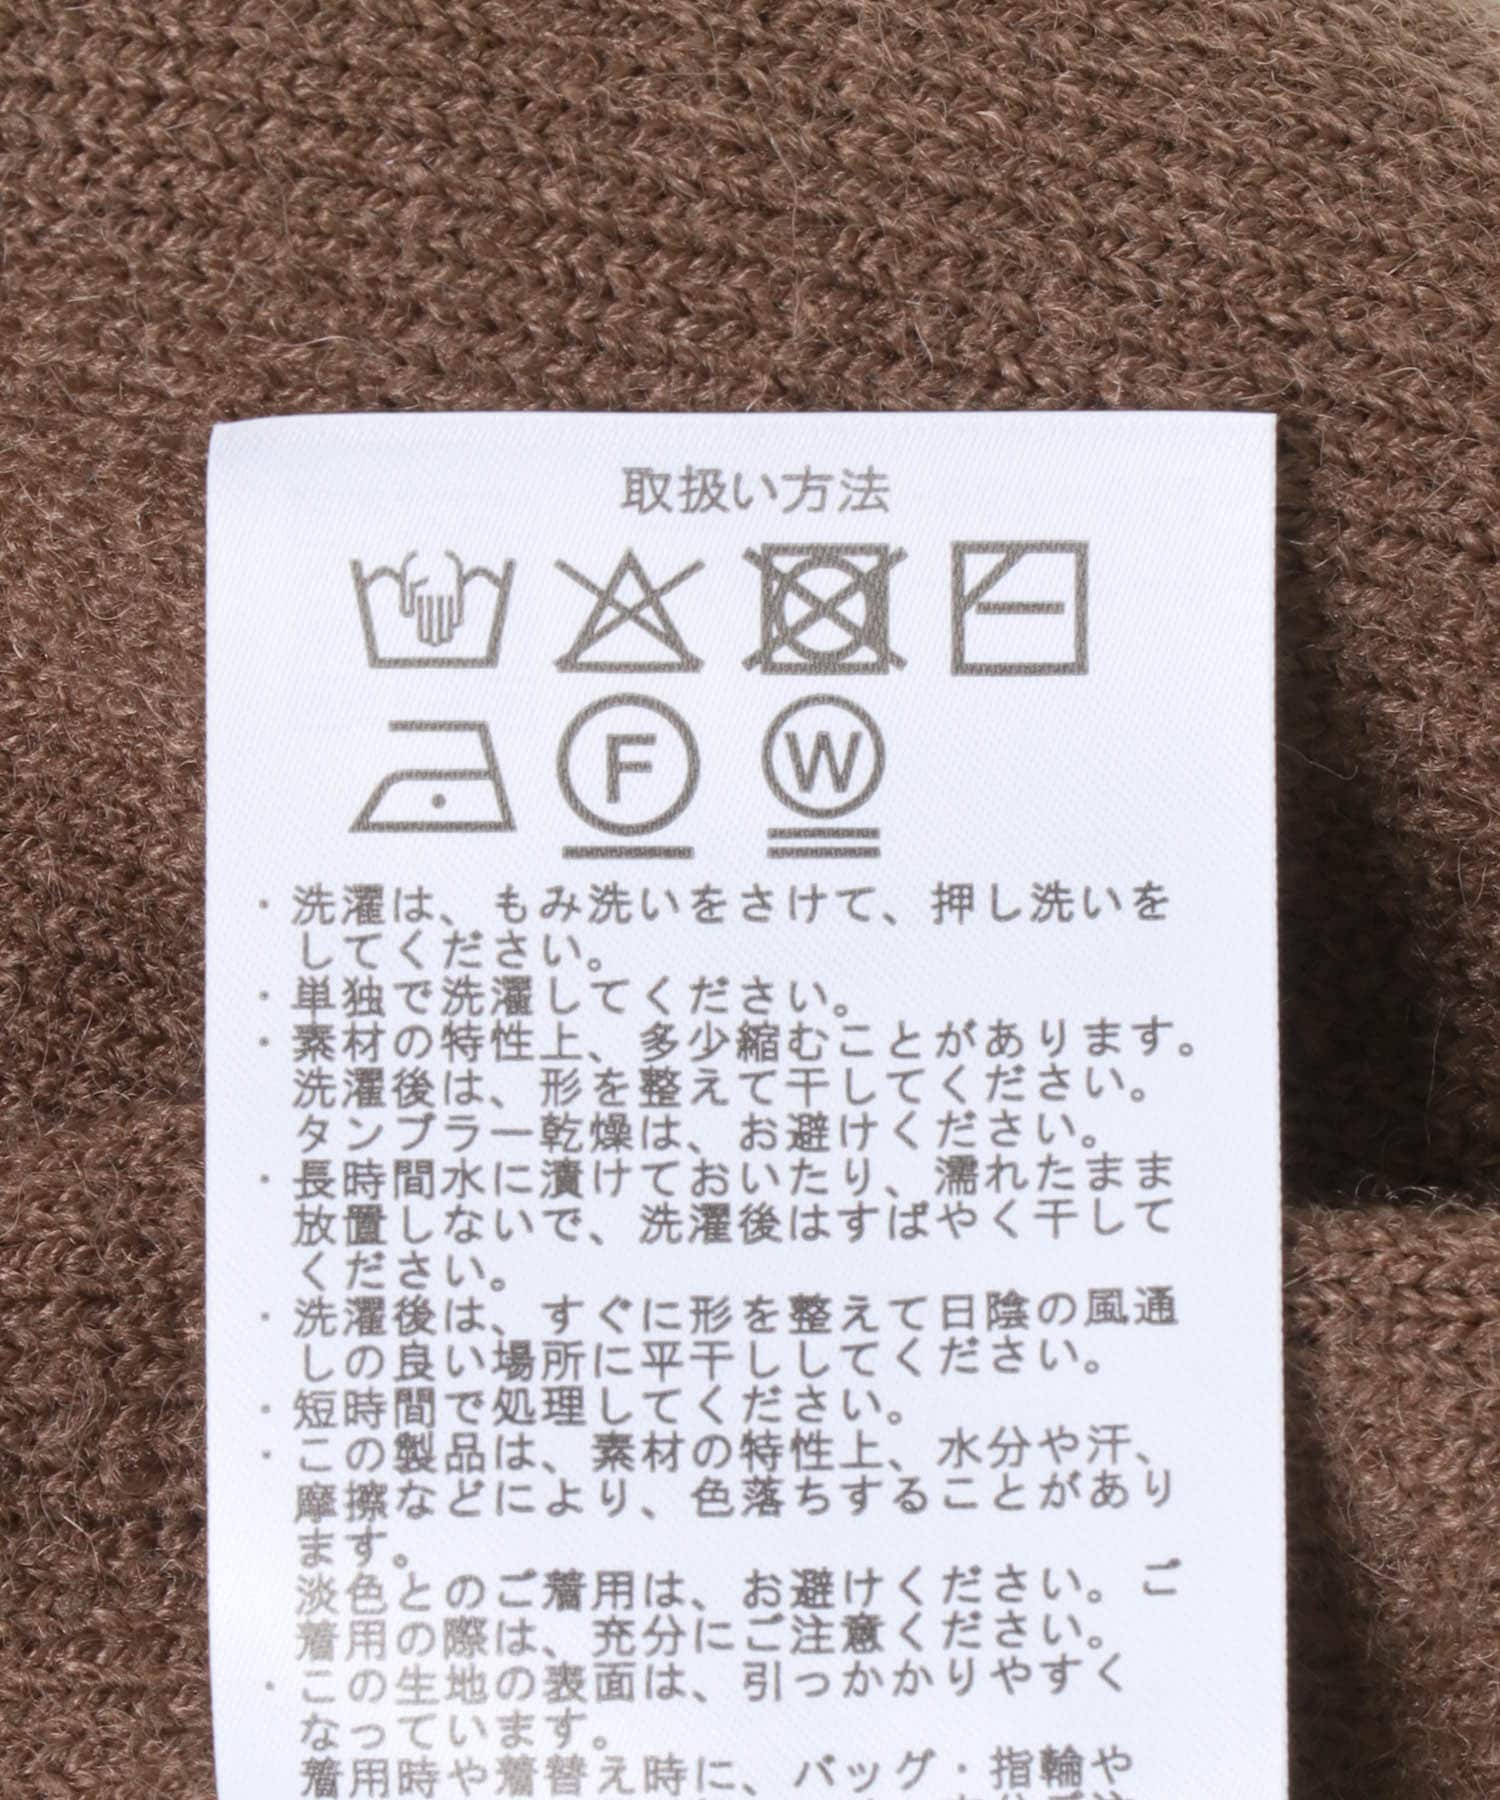 取扱い方法
F W
・洗濯は、もみ洗いをさけて、押し洗いを
してください。
・単独で洗濯してください。
・素材の特性上、多少縮むことがあります。
洗濯後は、形を整えて干してください。
タンブラー乾燥は、お避けください。
・長時間水に漬けておいたり、濡れたまま
放置しないで、洗濯後はすばやく干して
ください。
・洗濯後は、すぐに形を整えて日陰の風通
しの良い場所に平干ししてください。
・短時間で処理してください。
・この製品は、素材の特性上、水分や汗、
摩擦などにより、色落ちすることがあり
ます。
淡色とのご着用は、お避けください。ご
着用の際は、充分にご注意ください。
・この生地の表面は、引っかかりやすく
なっています。
着用時や着替え時に、バッグ・指輪や